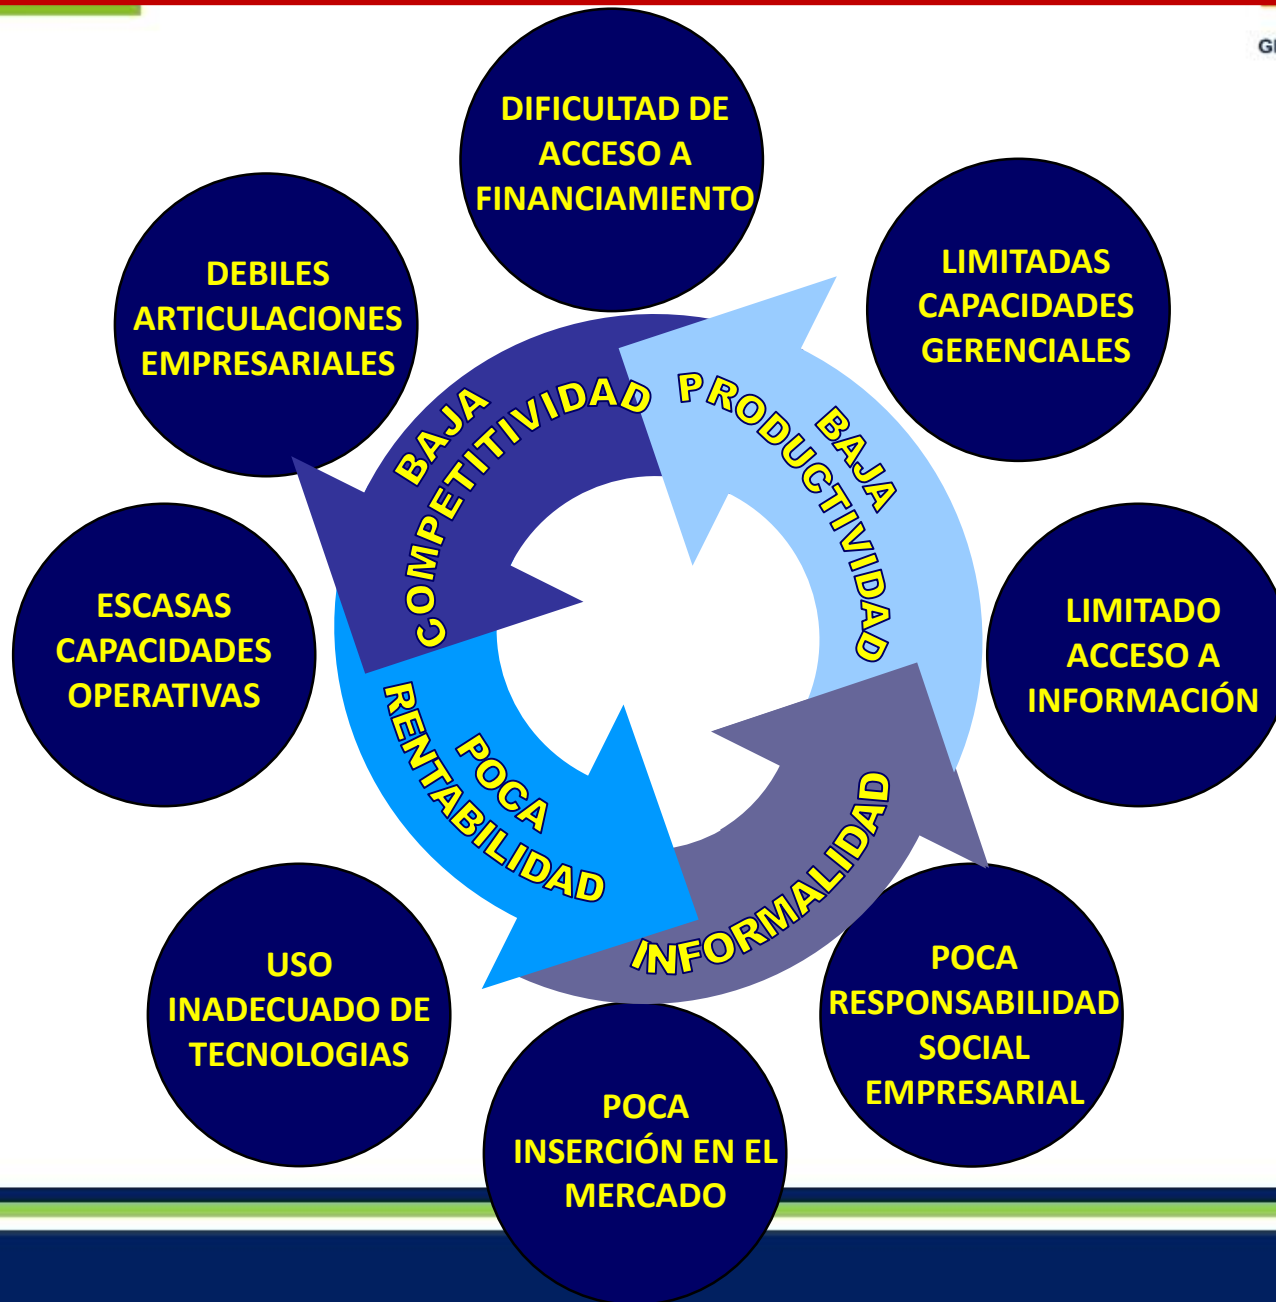 DIFICULTAD DE
ACCESO A
FINANCIAMIENTO
LIMITADAS
CAPACIDADES
GERENCIALES
LIMITADO
ACCESO A
INFORMACIÓN
POCA
RESPONSABILIDAD
SOCIAL
EMPRESARIAL
POCA
INSERCIÓN EN EL
MERCADO
USO
INADECUADO DE
TECNOLOGIAS
ESCASAS
CAPACIDADES
OPERATIVAS
DEBILES
ARTICULACIONES
EMPRESARIALES
BAJA
COMPETITIVIDAD
BAJA
PRODUCTIVIDAD
INFORMALIDAD
POCA
RENTABILIDAD